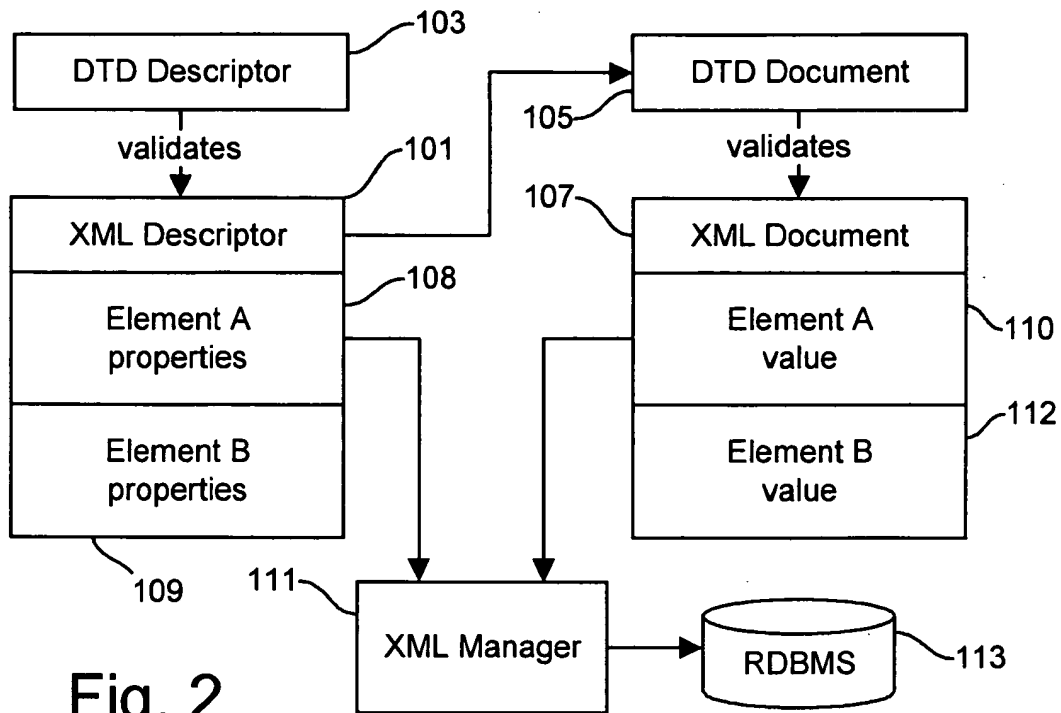 103
DTD Descriptor
DTD Document
105
validates
validates
101
107
XML Descriptor
XML Document
108
Element A
properties
Element A
value
110
112
Element B
properties
Element B
value
109
111
XML Manager
RDBMS
113
Fig. 2